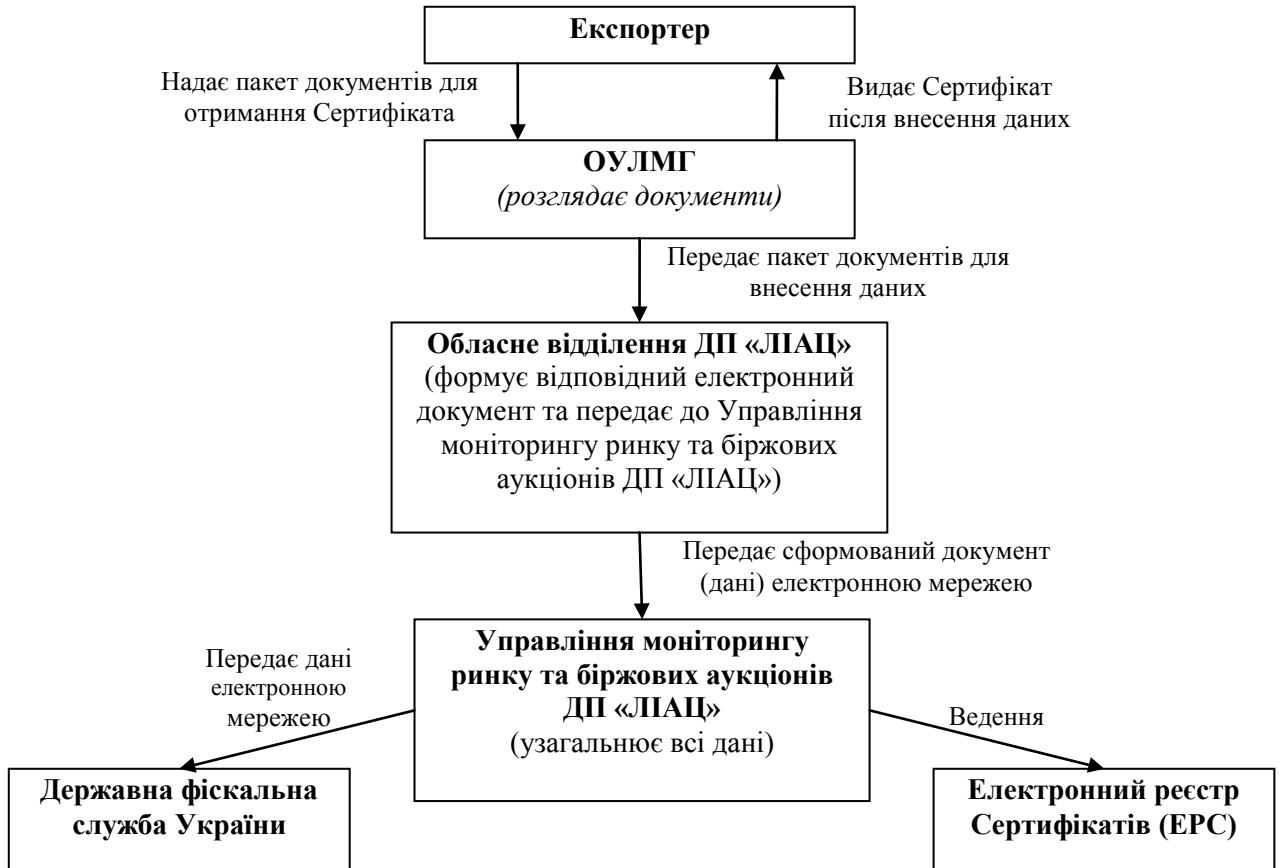 Експортер
Надає пакет документів для
отримання Сертифіката
Видає Сертифікат
після внесення даних
ОУЛМГ
(розглядає документи)
Передає пакет документів для
внесення даних
Обласне відділення ДП «ЛІАЦ»
(формує відповідний електронний
документ та передає до Управління
моніторингу ринку та біржових
аукціонів ДП «ЛІАЦ»)
Передає сформований документ
(дані) електронною мережею
Управління моніторингу
ринку та біржових аукціонів
ДП «ЛІАЦ»
(узагальнює всі дані)
Передає дані
електронною
мережею
Ведення
Державна фіскальна
служба України
Електронний реєстр
Сертифікатів (ЕРС)